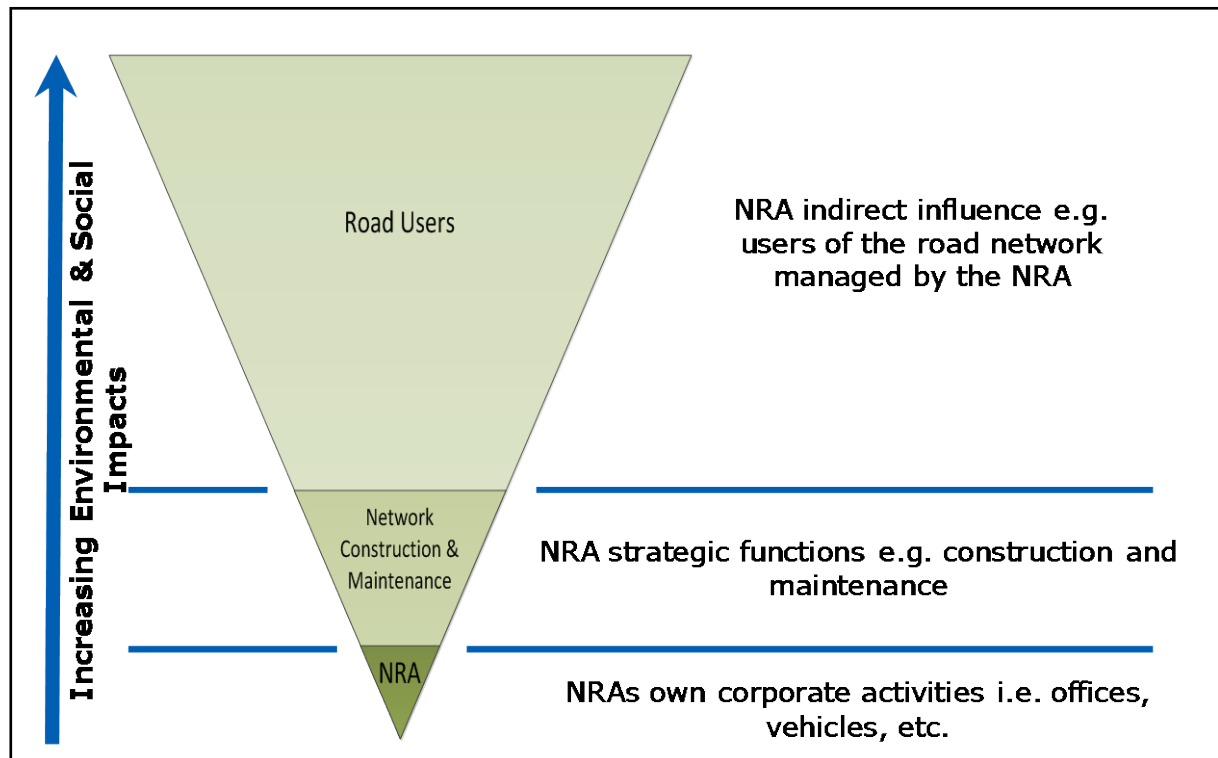 Increasing Environmental & Social
Impacts
Road Users
NRA indirect influence e.g.
users of the road network
managed by the NRA
Network
Construction &
Maintenance
NRA strategic functions e.g. construction and
maintenance
NRA
NRAs own corporate activities i.e. offices,
vehicles, etc.